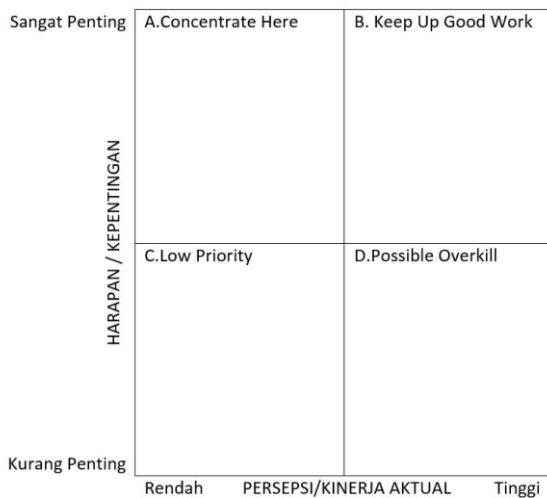 Sangat Penting
A.Concentrate Here
B. Keep Up Good Work
HARAPAN / KEPENTINGAN
C.Low Priority
D.Possible Overkill
Kurang Penting
Rendah
PERSEPSI/KINERJA AKTUAL
Tinggi